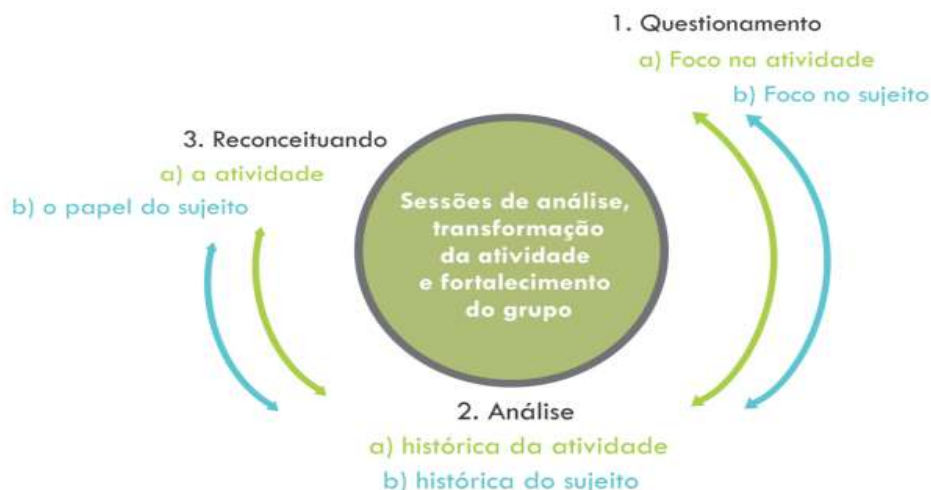 1. Questionamento
a) Foco na atividade
b) Foco no sujeito
3. Reconceituando
a) a atividade
b) o papel do sujeito
Sessões de análise,
transformação
da atividade
e fortalecimento
do grupo
2. Análise
a) histórica da atividade
b) histórica do sujeito